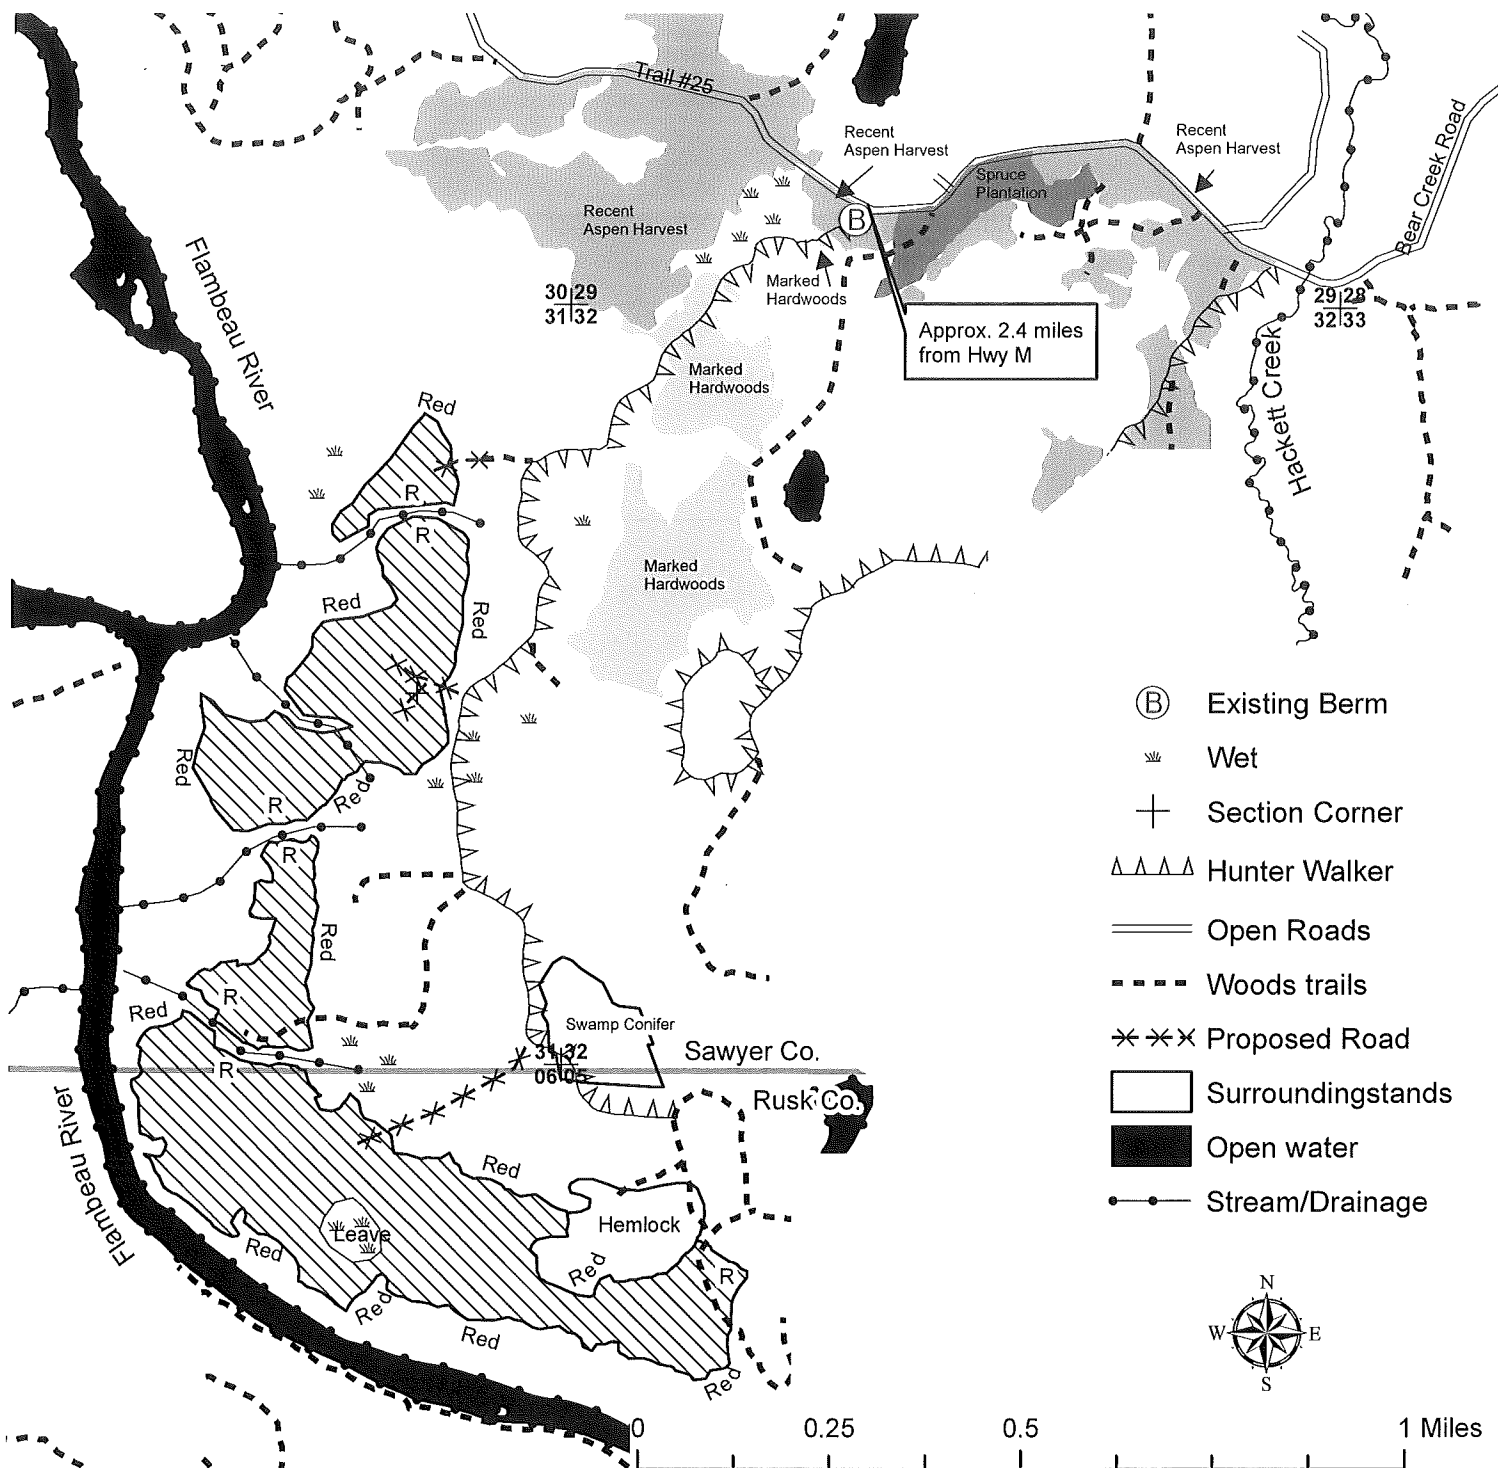 Trail #25
Recent
Aspen Harvest
Recent
Aspen Harvest
Bear Creek Road
Spruce
Plantation
Recent
Aspen Harvest
B
Flambeau River
Marked
Hardwoods
30 29
31 32
29 28
32 33
Approx. 2.4 miles
from Hwy M
Marked
Hardwoods
Hackett Creek
Red
R
R
Marked
Hardwoods
Red
Red
B Existing Berm
Wet
Red
R
Red
Section Corner
R
Hunter Walker
Red
Open Roads
R
Woods trails
Red
Swamp Conifer
31 32
06 05
Sawyer Co.
Proposed Road
R
Rusk Co.
Surroundingstands
Flambeau River
Open water
Red
Stream/Drainage
Leave
Hemlock
Red
Red
R
Red
Red
Red
N
W E
S
0 0.25 0.5 1 Miles